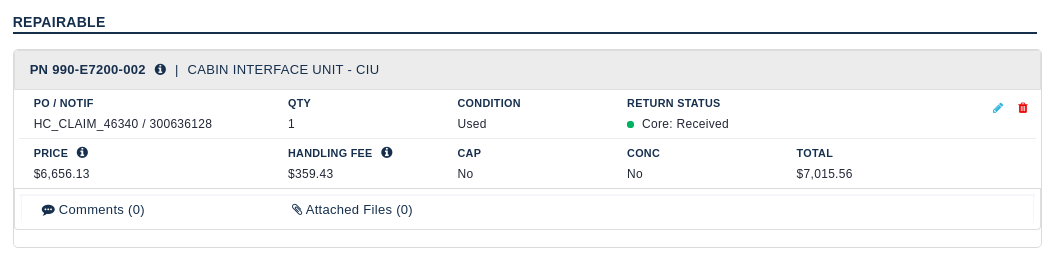 REPAIRABLE
PN 990-E7200-002 | CABIN INTERFACE UNIT - CIU
PO / NOTIF QTY CONDITION RETURN STATUS
HC_CLAIM_46340 / 300636128 1 Used Core: Received
PRICE HANDLING FEE CAP CONC TOTAL
$6,656.13 $359.43 No No $7,015.56
Comments (0) Attached Files (0)